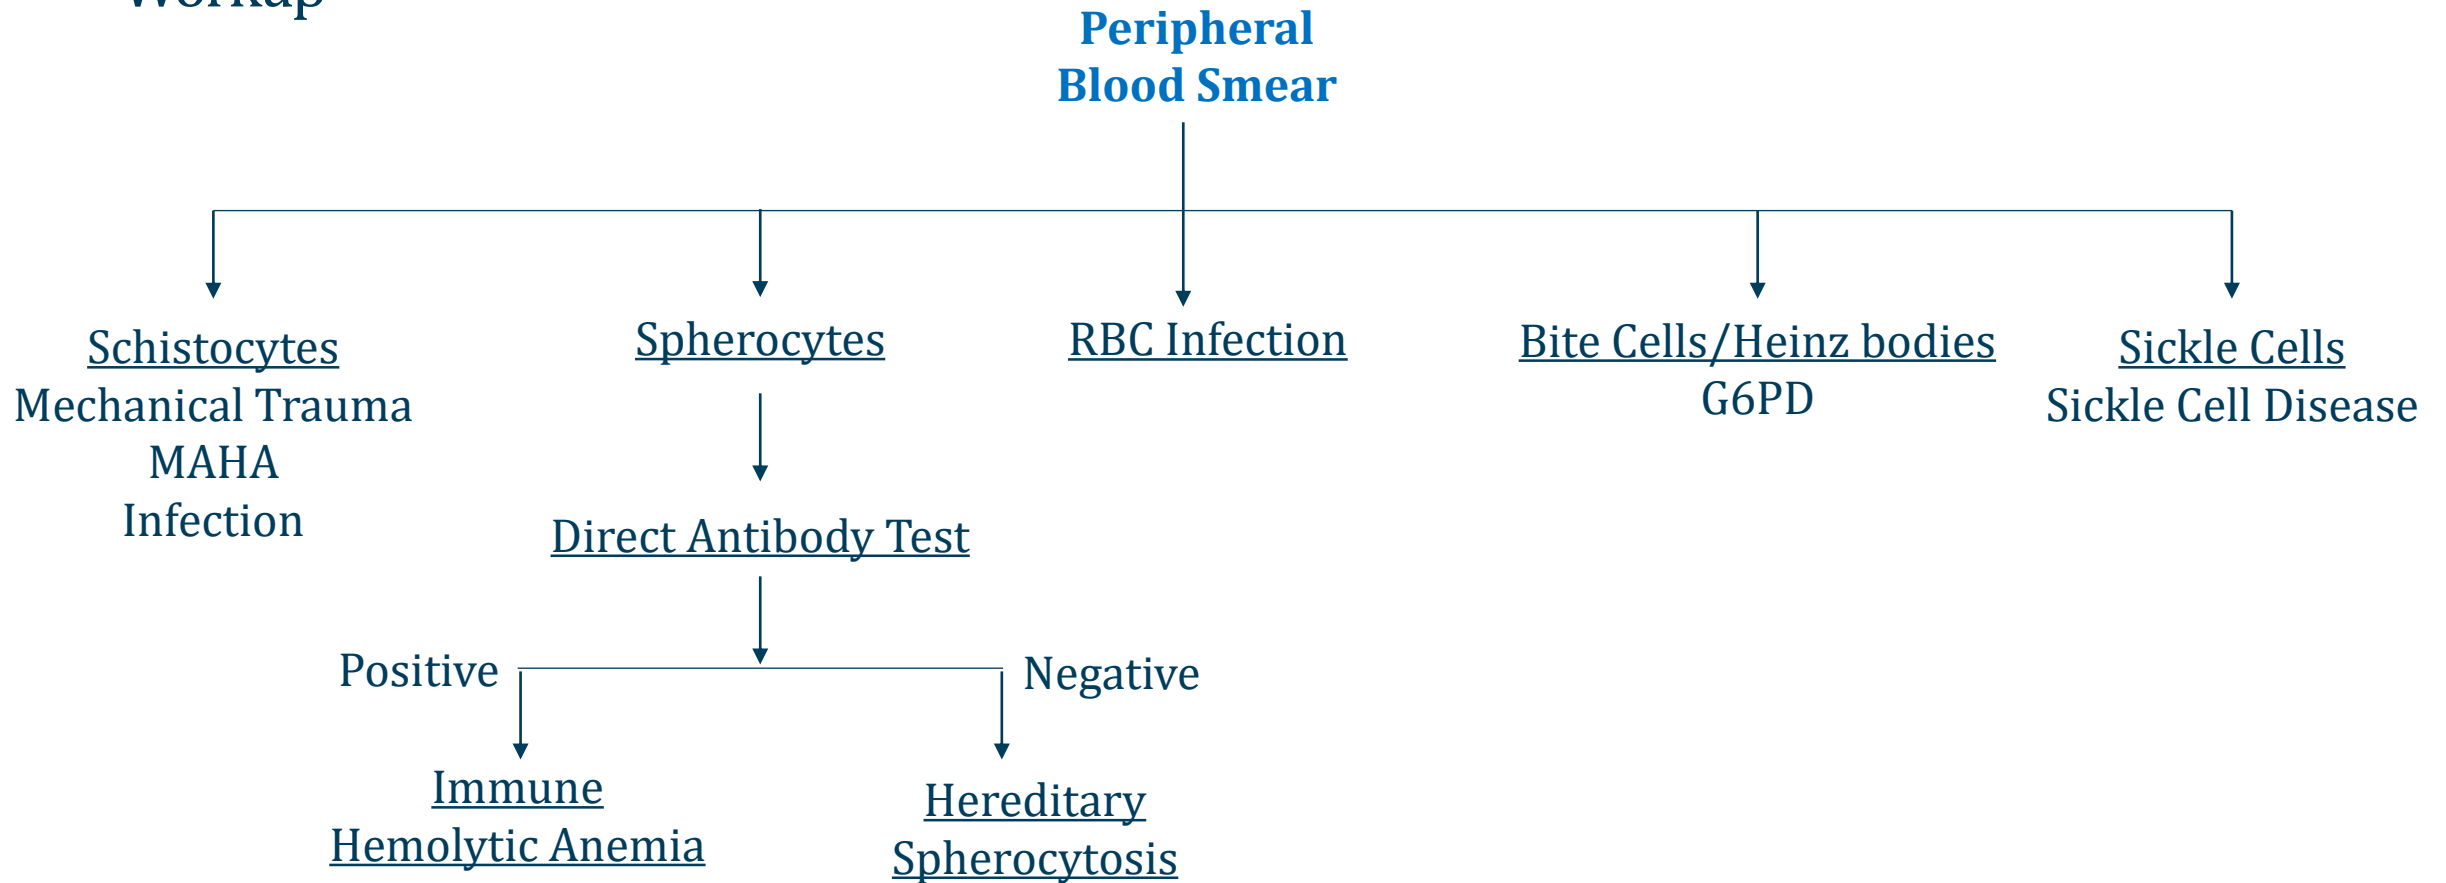 Workup
Peripheral
Blood Smear
Schistocytes
Mechanical Trauma
MAHA
Infection
Spherocytes
RBC Infection
Bite Cells/Heinz bodies
G6PD
Sickle Cells
Sickle Cell Disease
Direct Antibody Test
Positive
Negative
Immune
Hemolytic Anemia
Hereditary
Spherocytosis